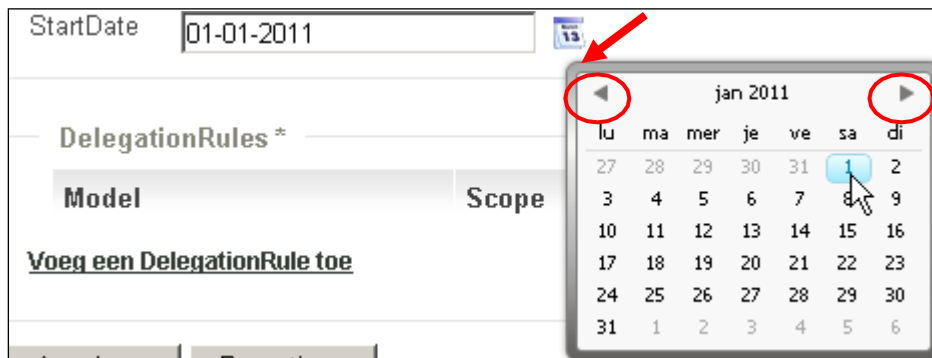 StartDate
01-01-2011
13
jan 2011
lu ma mer je ve sa di
27 28 29 30 31 1 2
3 4 5 6 7 8 9
10 11 12 13 14 15 16
17 18 19 20 21 22 23
24 25 26 27 28 29 30
31 1 2 3 4 5 6
DelegationRules *
Model Scope
Voeg een DelegationRule toe